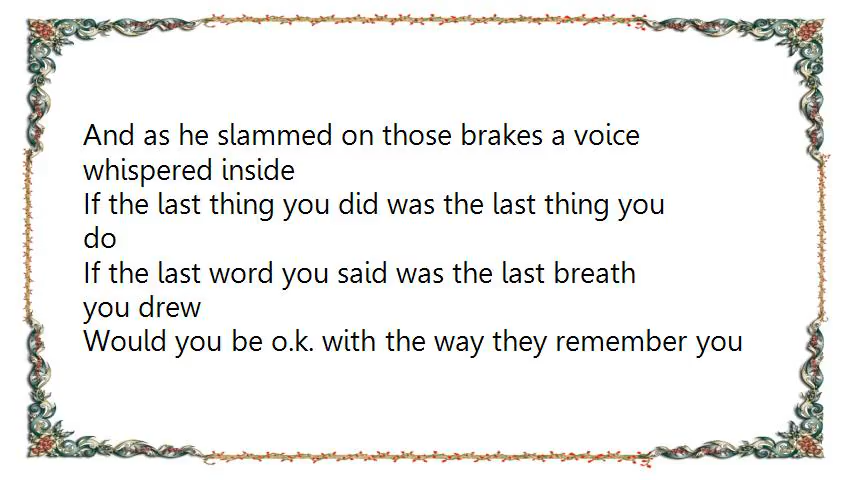 And as he slammed on those brakes a voice
whispered inside
If the last thing you did was the last thing you
do
If the last word you said was the last breath
you drew
Would you be o.k. with the way they remember you